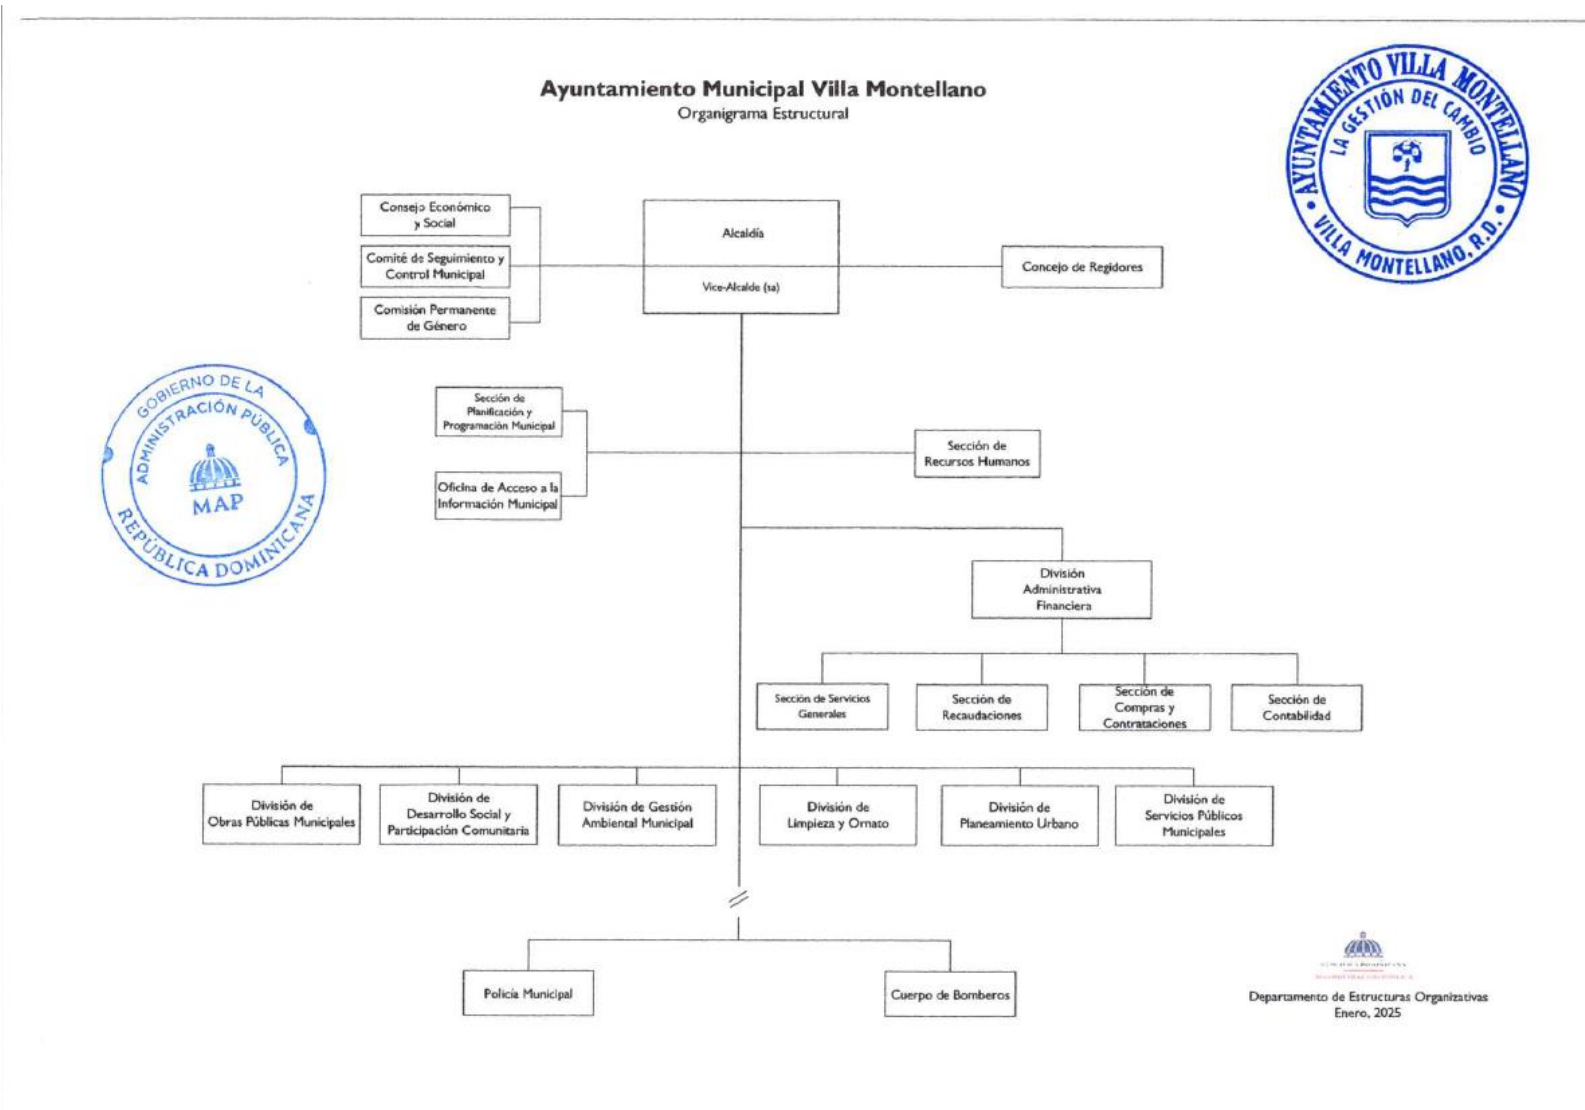 Ayuntamiento Municipal Villa Montellano
Organigrama Estructural
AYUNTAMIENTO VILLA MONTELLANO
LA GESTIÓN DEL CAMBIO
VILLA MONTELLANO, R.D.
Consejo Económico
y Social
Alcaldía
Comité de Seguimiento y
Control Municipal
Concejo de Regidores
Vice-Alcalde (sa)
Comisión Permanente
de Género
GOBIERNO DE LA
REPÚBLICA DOMINICANA
ADMINISTRACIÓN PÚBLICA
MAP
Sección de
Planificación y
Programación Municipal
Sección de
Recursos Humanos
Oficina de Acceso a la
Información Municipal
División
Administrativa
Financiera
Sección de Servicios
Generales
Sección de
Recaudaciones
Sección de
Compras y
Contrataciones
Sección de
Contabilidad
División de
Obras Públicas Municipales
División de
Desarrollo Social y
Participación Comunitaria
División de Gestión
Ambiental Municipal
División de
Limpieza y Ornato
División de
Planeamiento Urbano
División de
Servicios Públicos
Municipales
Policía Municipal
Cuerpo de Bomberos
Departamento de Estructuras Organizativas
Enero, 2025